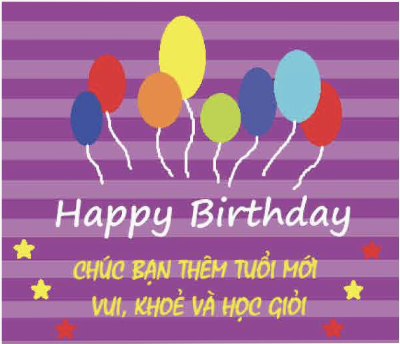 Happy Birthday
CHÚC BẠN THÊM TUỔI MỚI
VUI, KHOẺ VÀ HỌC GIỎI